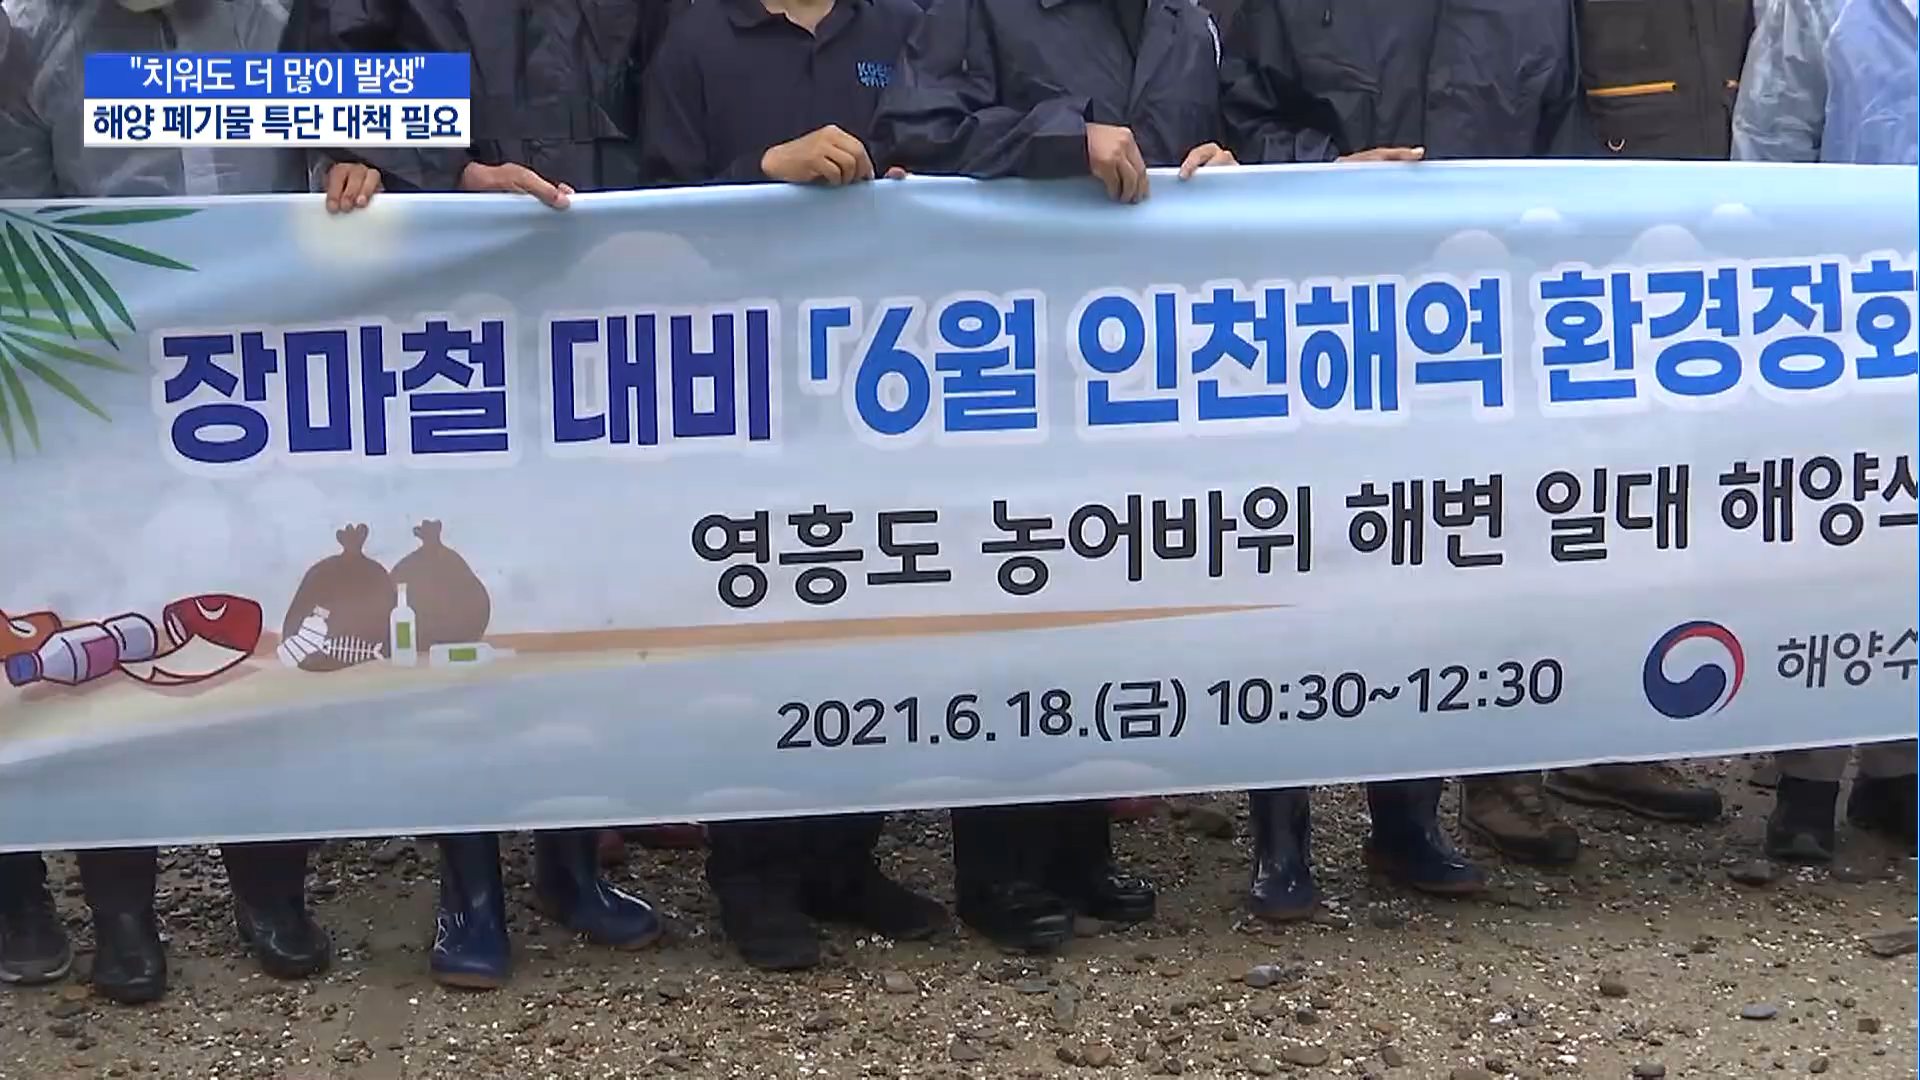 "치워도 더 많이 발생"
해양 폐기물 특단 대책 필요
장마철 대비 「6월 인천해역 환경정화
영흥도 농어바위 해변 일대 해양
2021.6.18.(금) 10:30~12:30
해양수